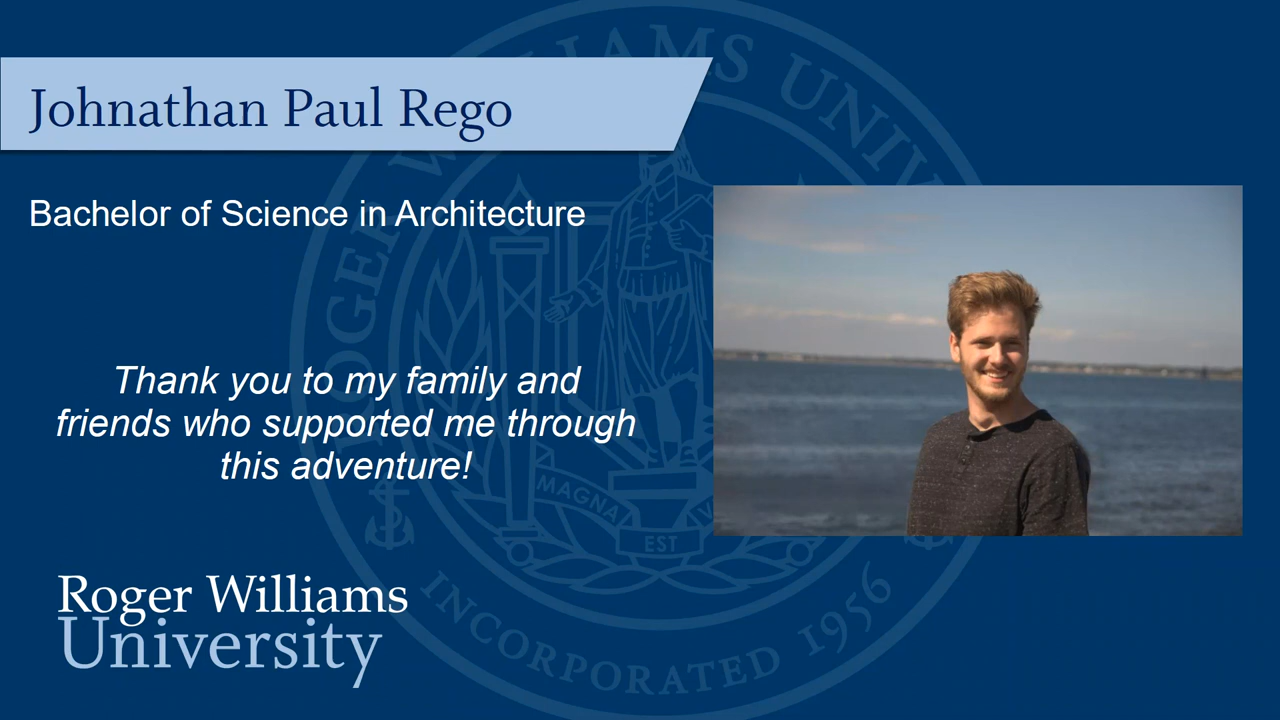 Johnathan Paul Rego
Bachelor of Science in Architecture
Thank you to my family and
friends who supported me through
this adventure!
Roger Williams
University
ROGER WILLIAMS UNIV
MAGNA
EST
INCORPORATED 1956